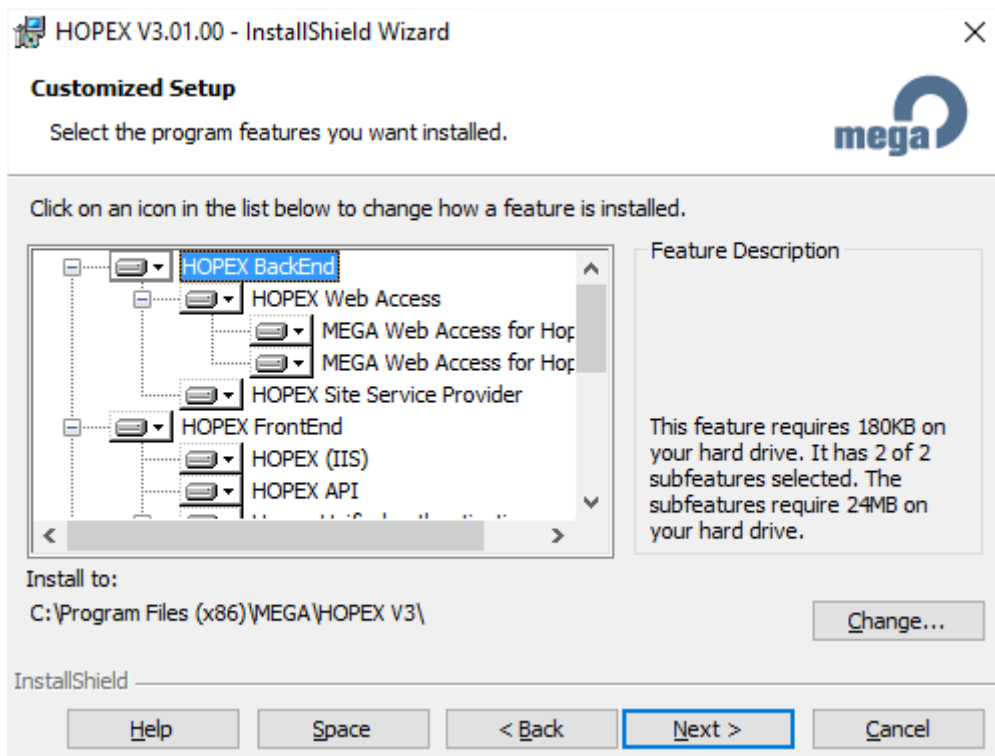 HOPEX V3.01.00 - InstallShield Wizard
Customized Setup
Select the program features you want installed.
mega
Click on an icon in the list below to change how a feature is installed.
HOPEX BackEnd
HOPEX Web Access
MEGA Web Access for Hop
MEGA Web Access for Hop
HOPEX Site Service Provider
HOPEX FrontEnd
HOPEX (IIS)
HOPEX API
Feature Description
This feature requires 180KB on
your hard drive. It has 2 of 2
subfeatures selected. The
subfeatures require 24MB on
your hard drive.
Install to:
C:\Program Files (x86)\MEGA\HOPEX V3\
Change...
InstallShield
Help
Space
< Back
Next >
Cancel